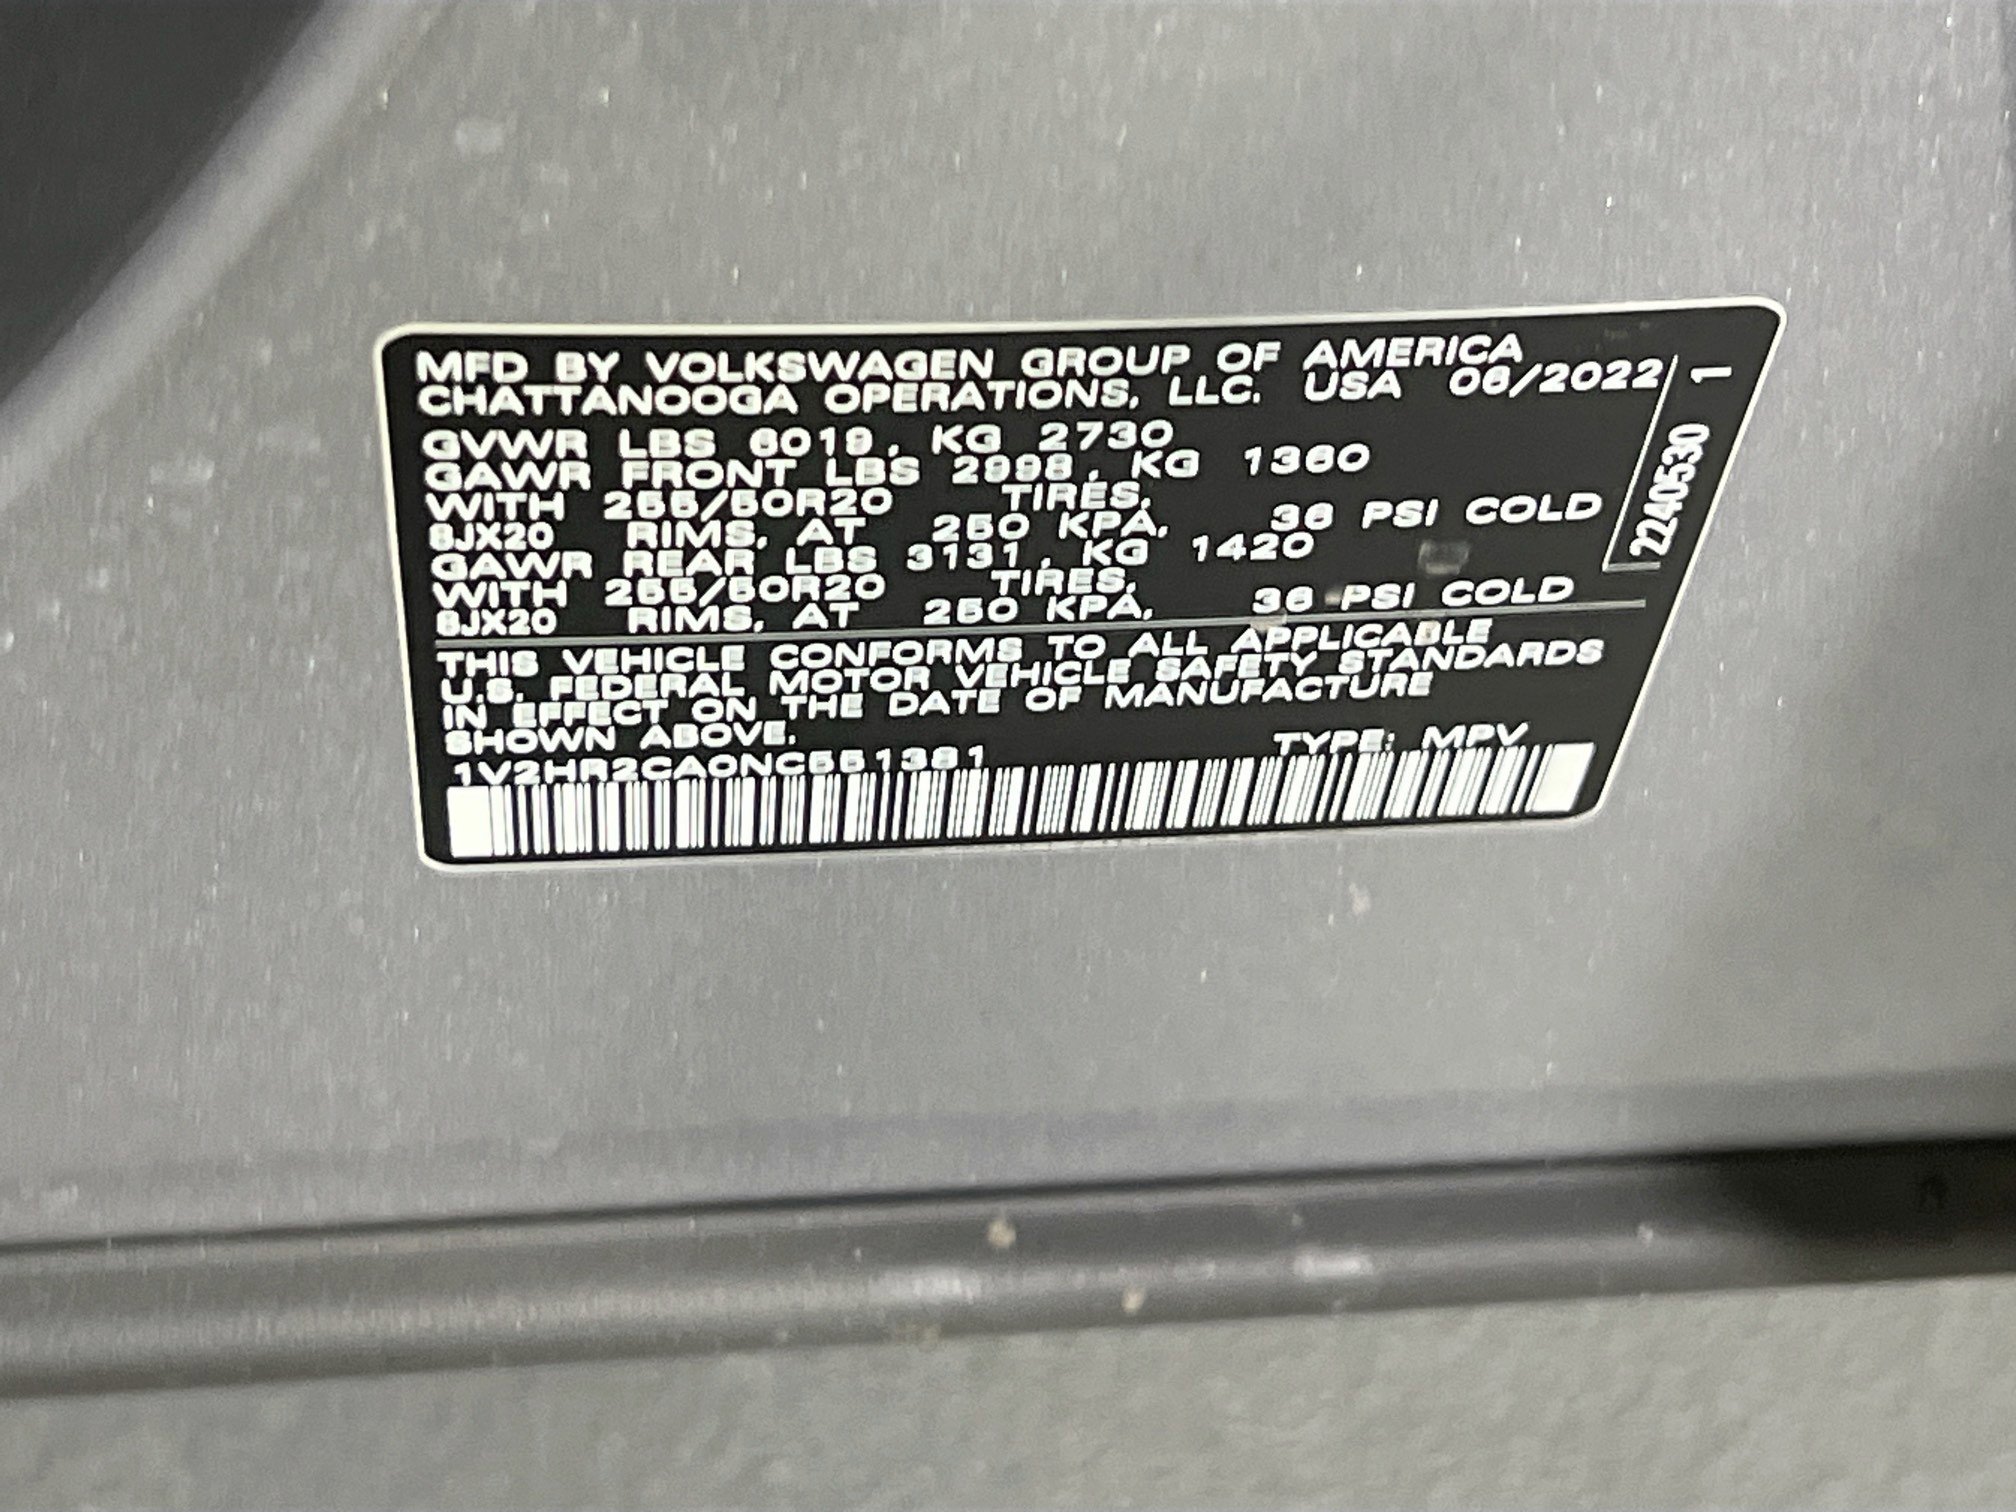 MFD BY VOLKSWAGEN GROUP OF AMERICA
CHATTANOOGA OPERATIONS, LLC. USA 06/2022
GVWR LBS 6019, KG 2730
GAWR FRONT LBS 2998, KG 1360
WITH 255/50R20 TIRES,
8JX20 RIMS, AT 250 KPA, 36 PSI COLD
GAWR REAR LBS 3131, KG 1420
WITH 255/50R20 TIRES,
8JX20 RIMS, AT 250 KPA, 36 PSI COLD
THIS VEHICLE CONFORMS TO ALL APPLICABLE
U.S. FEDERAL MOTOR VEHICLE SAFETY STANDARDS
IN EFFECT ON THE DATE OF MANUFACTURE
SHOWN ABOVE.
1V2HR2CA0NC551381 TYPE: MPV
2240530 1